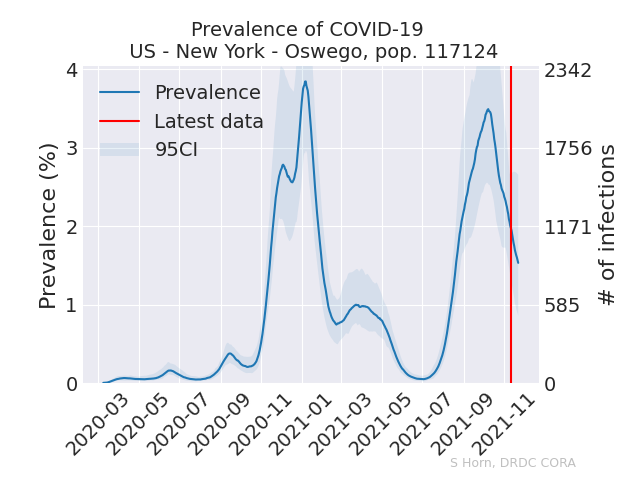 Prevalence of COVID-19
US - New York - Oswego, pop. 117124
Prevalence
Latest data
95CI
Prevalence (%)
4
3
2
1
0
2342
1756
1171
585
0
# of infections
2020-03
2020-05
2020-07
2020-09
2020-11
2021-01
2021-03
2021-05
2021-07
2021-09
2021-11
S Horn, DRDC CORA